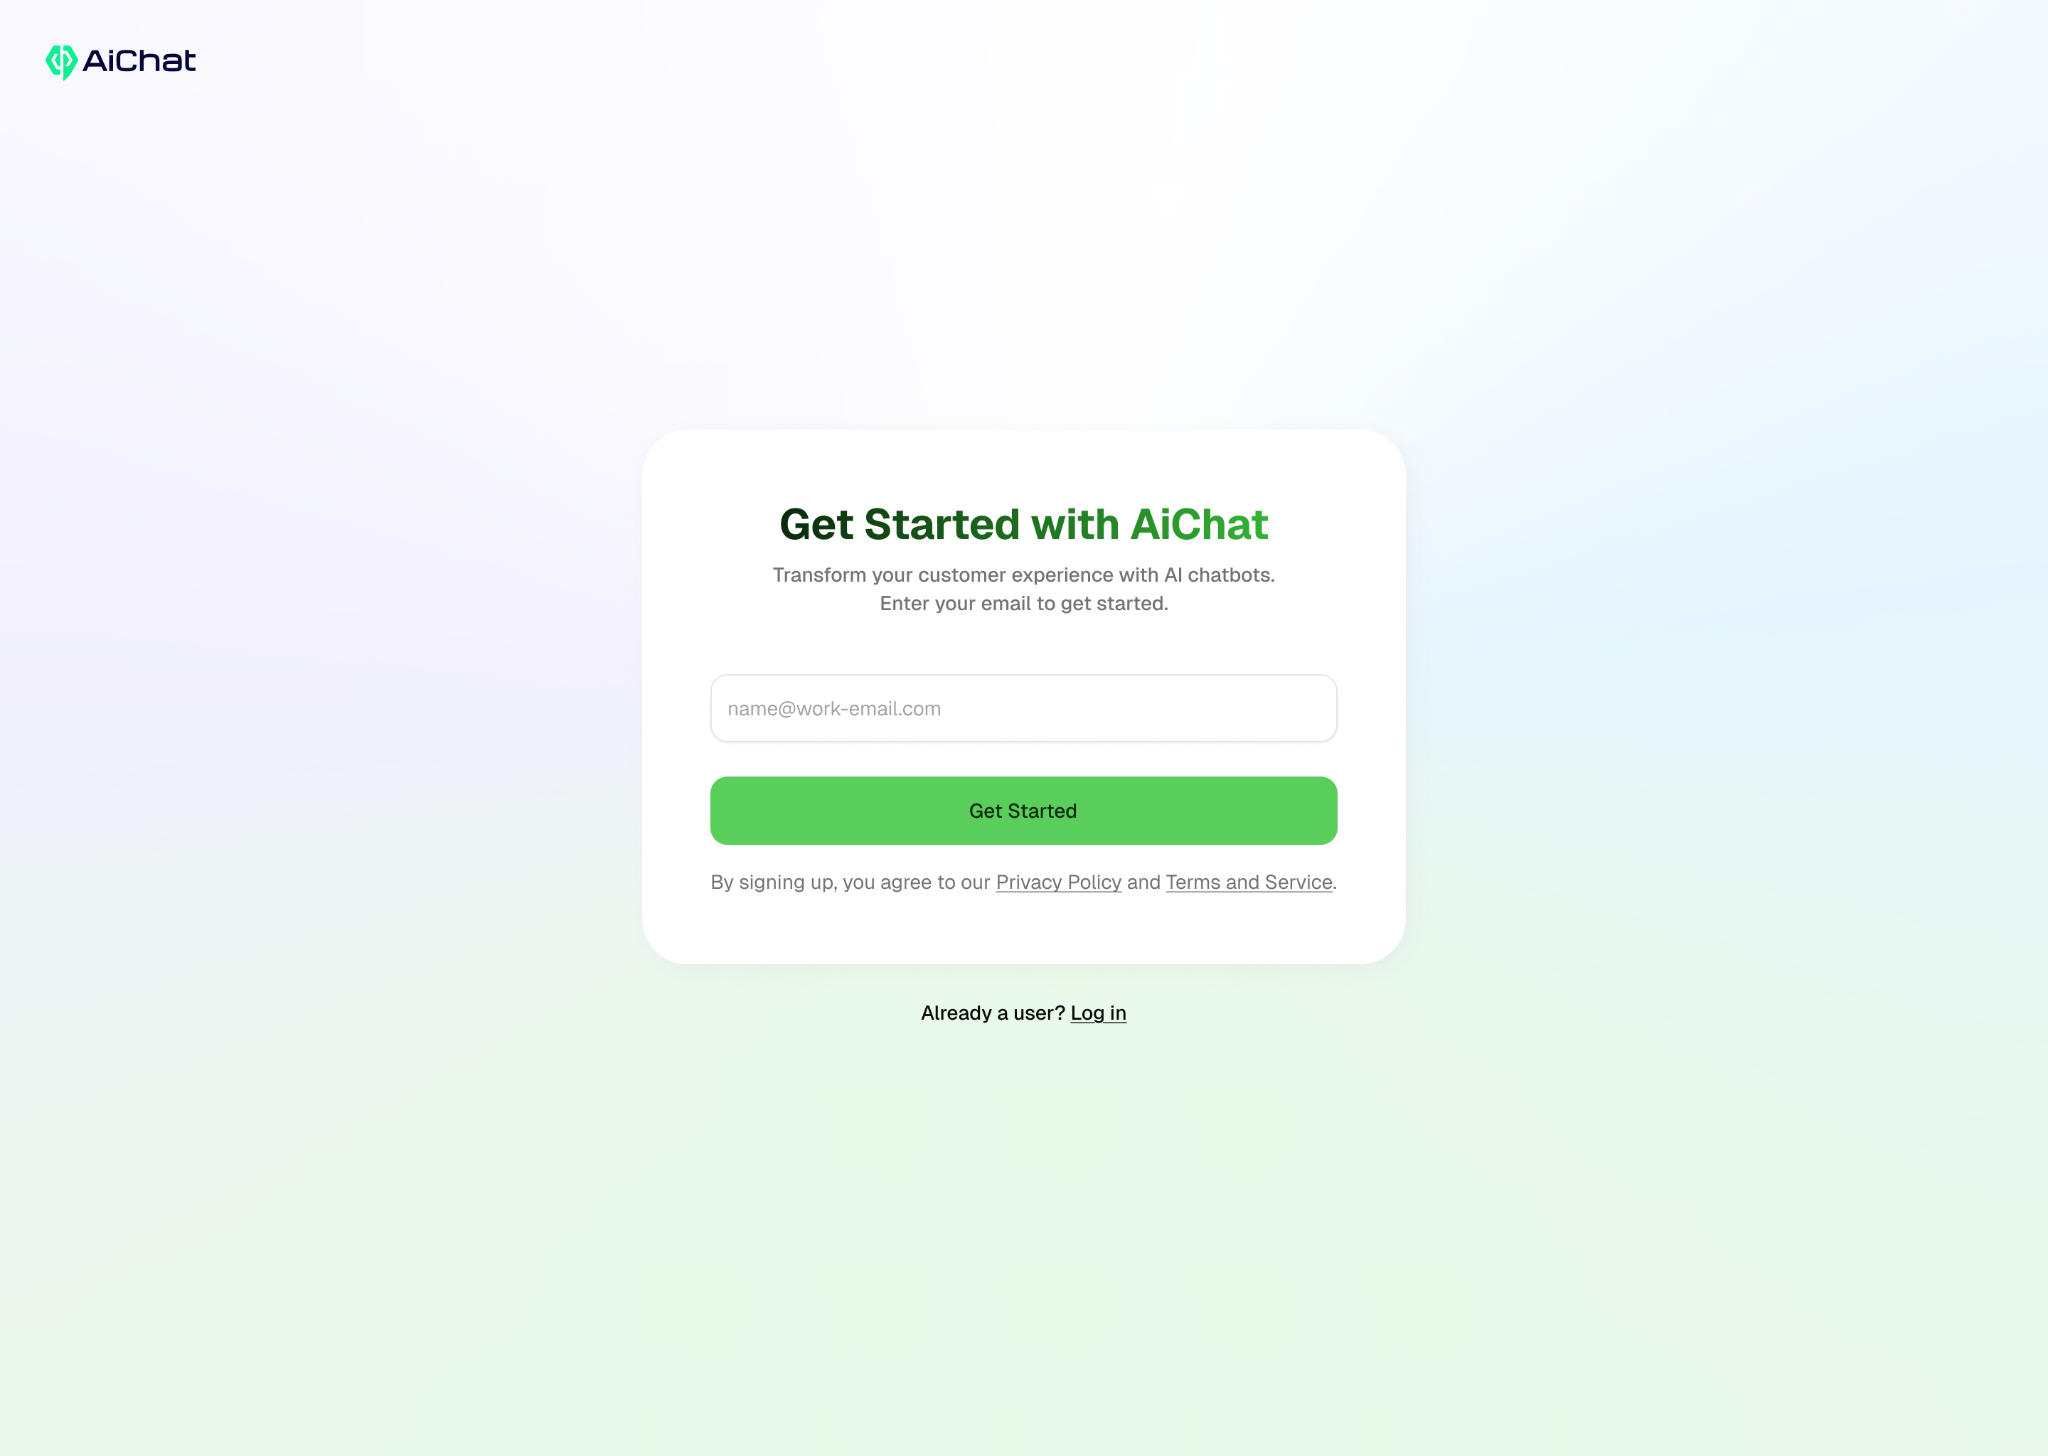 AiChat
Get Started with AiChat
Transform your customer experience with AI chatbots.
Enter your email to get started.
name@work-email.com
Get Started
By signing up, you agree to our Privacy Policy and Terms and Service.
Already a user? Log in